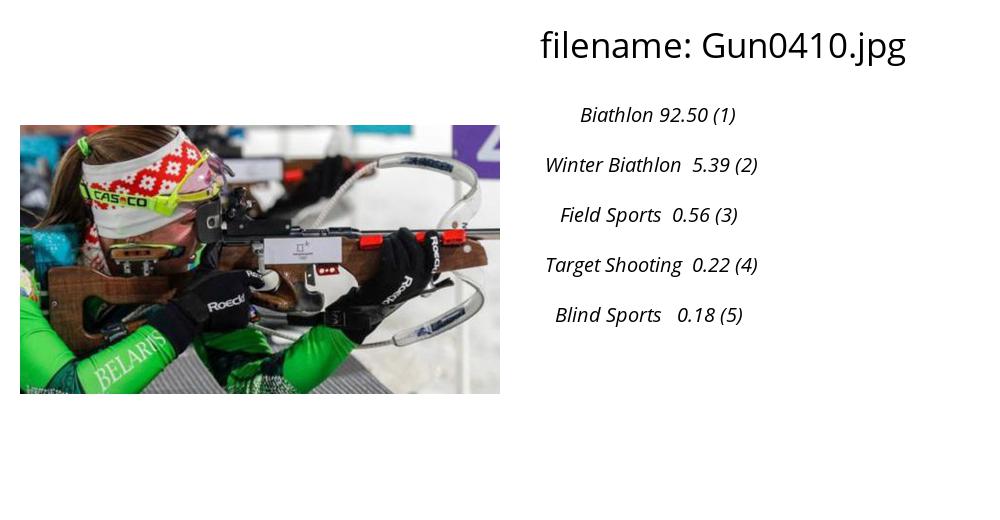 filename: Gun0410.jpg
Biathlon 92.50 (1)
Winter Biathlon 5.39 (2)
Field Sports 0.56 (3)
Target Shooting 0.22 (4)
Blind Sports 0.18 (5)
CASCO
Roeckl
Roeckl
BELARUS